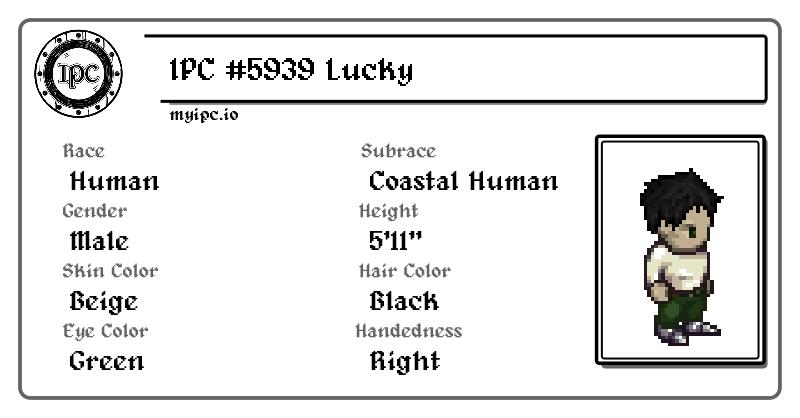 IPC
IPC #5939 Lucky
myipc.io
Race
Subrace
Human
Coastal Human
Gender
Height
Male
5'11"
Skin Color
Hair Color
Beige
Black
Eye Color
Handedness
Green
Right